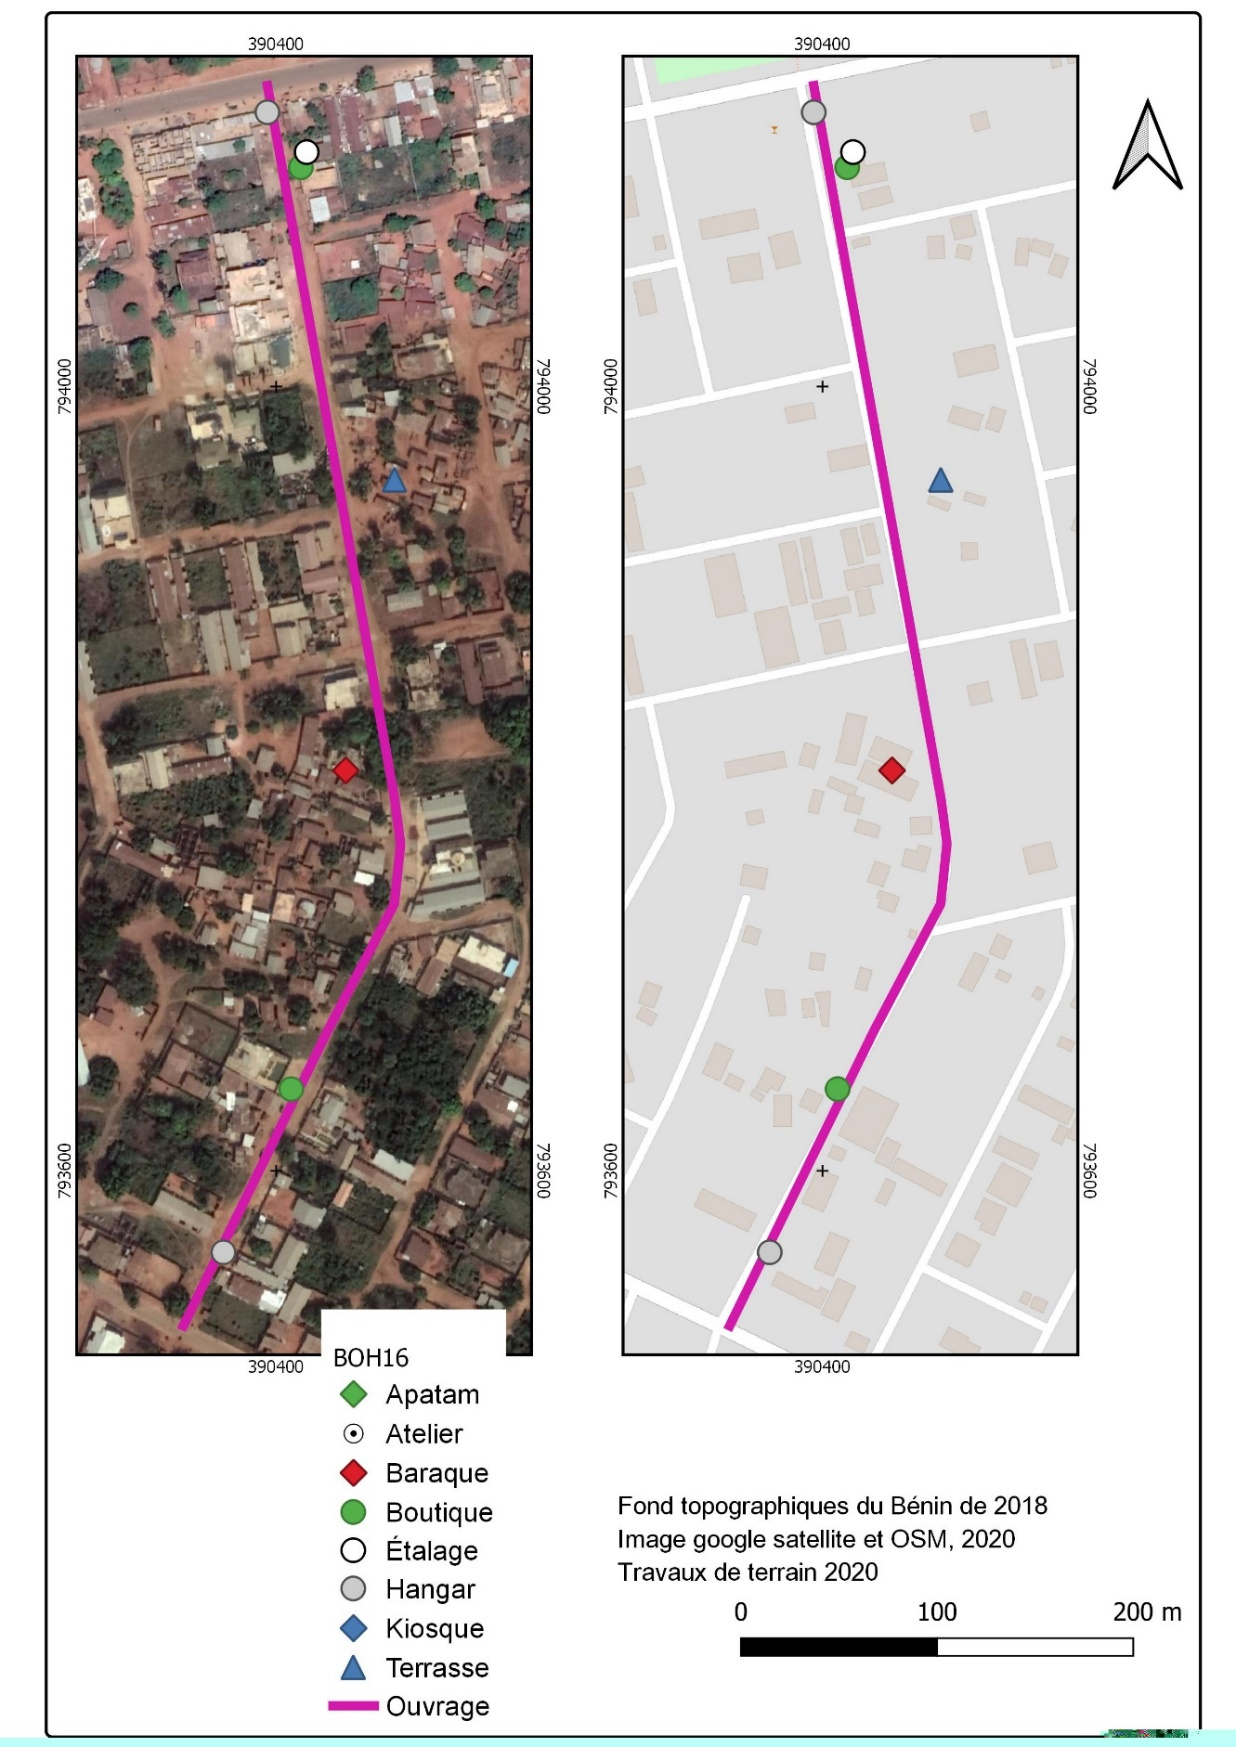 390400
390400
794000
794000
794000
794000
793600
793600
793600
793600
390400
390400
BOH16
Apatam
Atelier
Baraque
Boutique
Étalage
Hangar
Kiosque
Terrasse
Ouvrage
Fond topographiques du Bénin de 2018
Image google satellite et OSM, 2020
Travaux de terrain 2020
0 100 200 m